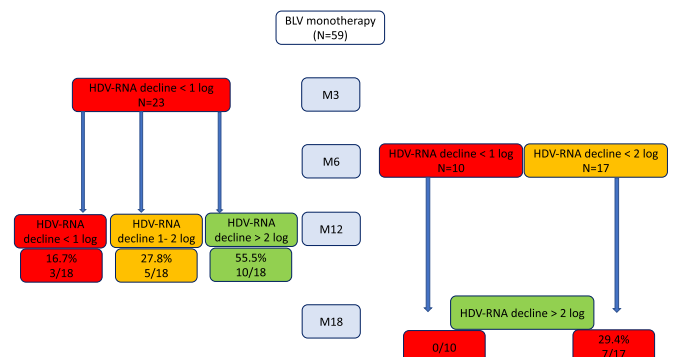 BLV monotherapy
(N=59)
HDV-RNA decline < 1 log
N=23
M3
M6
HDV-RNA decline < 1 log
N=10
HDV-RNA decline < 2 log
N=17
HDV-RNA
decline < 1 log
HDV-RNA
decline 1- 2 log
HDV-RNA
decline > 2 log
M12
16.7%
3/18
27.8%
5/18
55.5%
10/18
HDV-RNA decline > 2 log
M18
0/10
29.4%
7/17